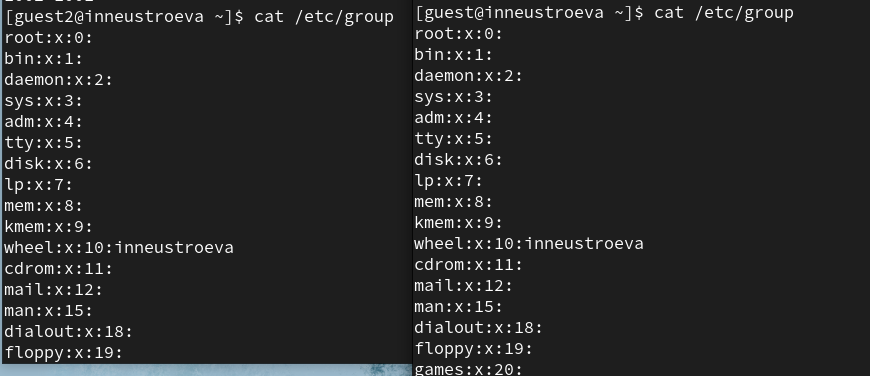 [guest2@inneustroeva ~]$ cat /etc/group
root:x:0:
bin:x:1:
daemon:x:2:
sys:x:3:
adm:x:4:
tty:x:5:
disk:x:6:
lp:x:7:
mem:x:8:
kmem:x:9:
wheel:x:10:inneustroeva
cdrom:x:11:
mail:x:12:
man:x:15:
dialout:x:18:
floppy:x:19:
[guest@inneustroeva ~]$ cat /etc/group
root:x:0:
bin:x:1:
daemon:x:2:
sys:x:3:
adm:x:4:
tty:x:5:
disk:x:6:
lp:x:7:
mem:x:8:
kmem:x:9:
wheel:x:10:inneustroeva
cdrom:x:11:
mail:x:12:
man:x:15:
dialout:x:18:
floppy:x:19:
games:x:20: